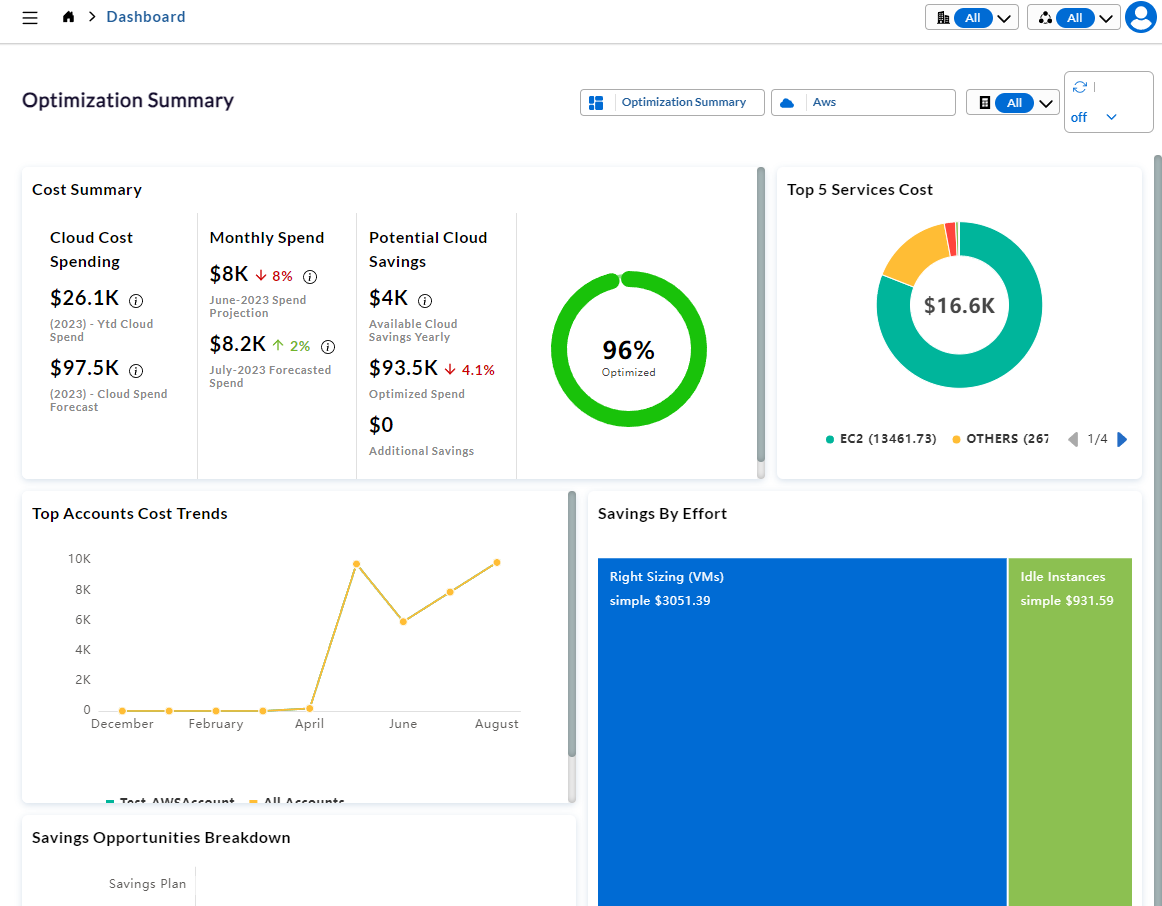 Dashboard
All
All
Optimization Summary
Optimization Summary
Aws
All
off
Cost Summary
Cloud Cost
Spending
$26.1K
(2023) - Ytd Cloud
Spend
$97.5K
(2023) - Cloud Spend
Forecast
Monthly Spend
$8K ↓ 8%
June-2023 Spend
Projection
$8.2K ↑ 2%
July-2023 Forecasted
Spend
Potential Cloud
Savings
$4K
Available Cloud
Savings Yearly
$93.5K ↓ 4.1%
Optimized Spend
$0
Additional Savings
96%
Optimized
Top 5 Services Cost
$16.6K
EC2 (13461.73)
OTHERS (267
1/4
Top Accounts Cost Trends
10K
8K
6K
4K
2K
0
December February April June August
Test-AWSAccount All Accounts
Savings By Effort
Right Sizing (VMs)
simple $3051.39
Idle Instances
simple $931.59
Savings Opportunities Breakdown
Savings Plan